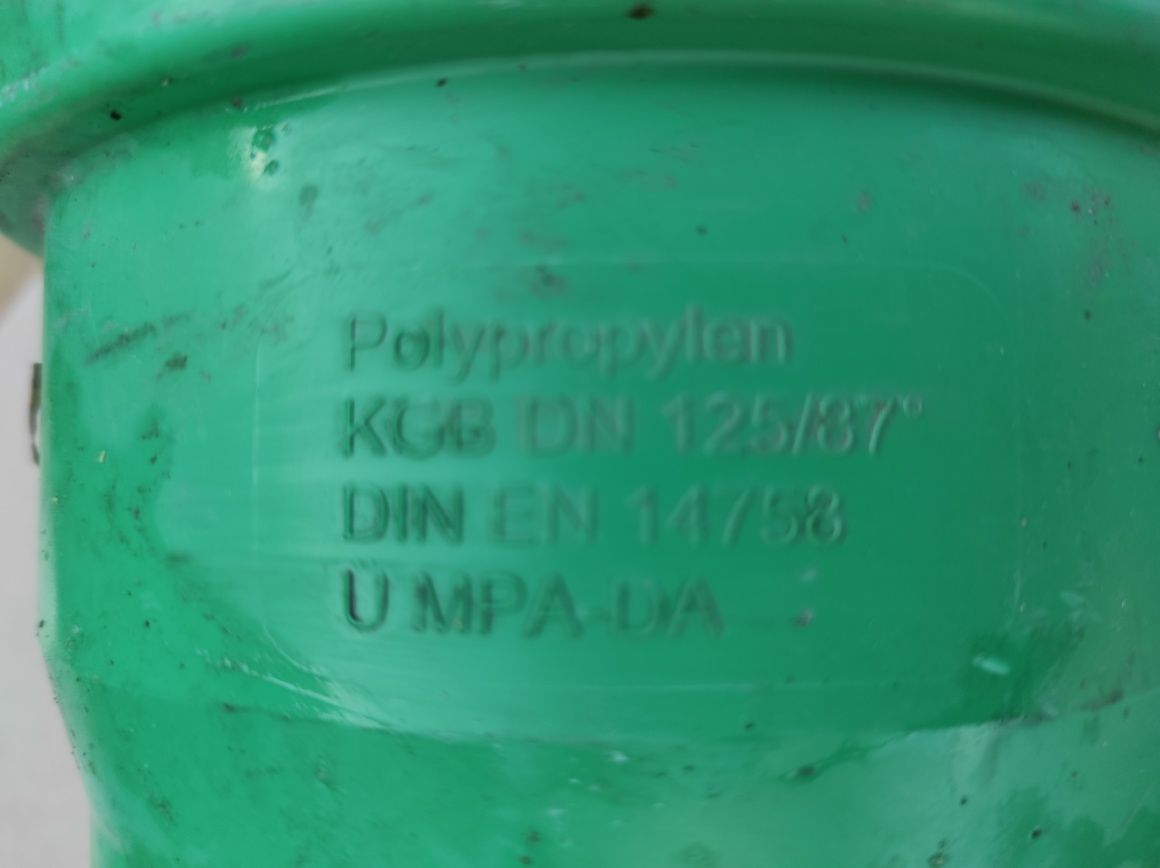 Polypropylen
KGB DN 125/87°
DIN EN 14758
Ü MPA-DA